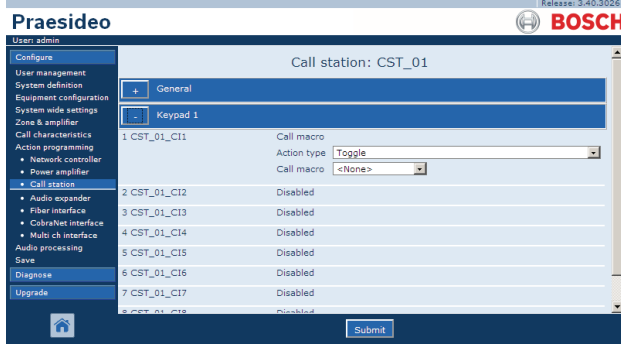 Release: 3.40.3026
Praesideo
BOSCH
User: admin
Configure
User management
System definition
Equipment configuration
System wide settings
Zone & amplifier
Call characteristics
Action programming
• Network controller
• Power amplifier
• Call station
• Audio expander
• Fiber interface
• CobraNet interface
• Multi ch interface
Audio processing
Save
Diagnose
Upgrade
Call station: CST_01
+ General
- Keypad 1
1 CST_01_CI1 Call macro
Action type Toggle
Call macro <None>
2 CST_01_CI2 Disabled
3 CST_01_CI3 Disabled
4 CST_01_CI4 Disabled
5 CST_01_CI5 Disabled
6 CST_01_CI6 Disabled
7 CST_01_CI7 Disabled
8 CST_01_CI8 Disabled
Submit